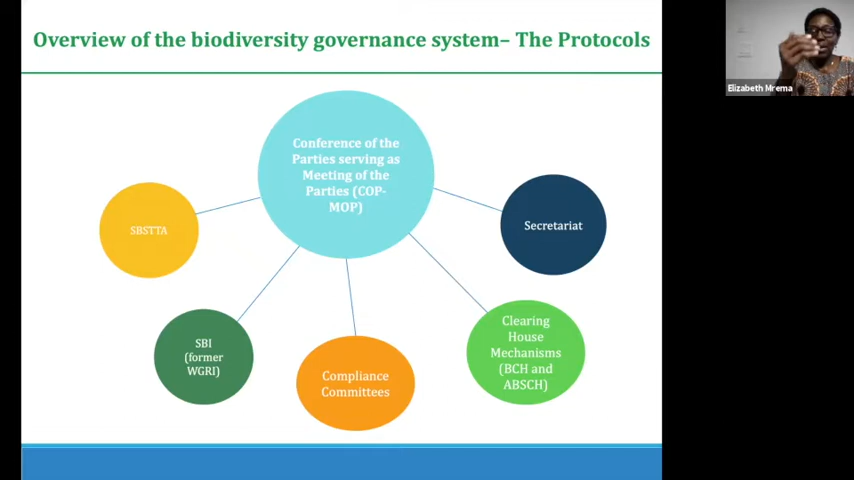 Overview of the biodiversity governance system– The Protocols
Elizabeth Mrema
Conference of the
Parties serving as
Meeting of the
Parties (COP-
MOP)
SBSTTA
Secretariat
SBI
(former
WGRI)
Compliance
Committees
Clearing
House
Mechanisms
(BCH and
ABSCH)